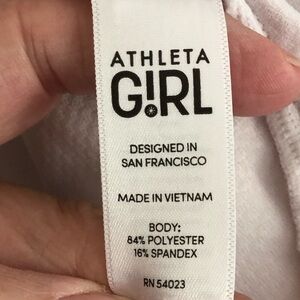 ATHLETA
G!RL
DESIGNED IN
SAN FRANCISCO
MADE IN VIETNAM
BODY:
84% POLYESTER
16% SPANDEX
RN 54023